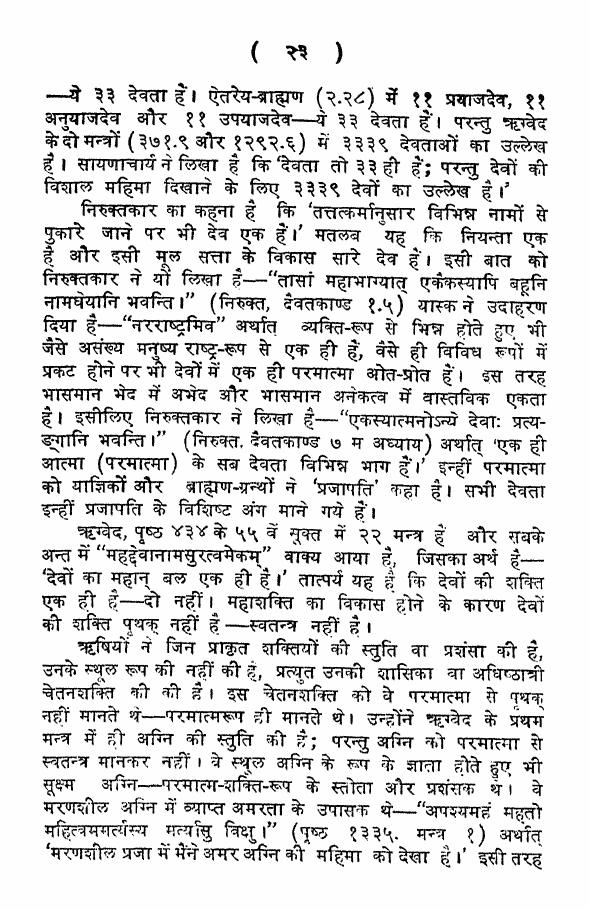 ( २३ )
—ये ३३ देवता हैं। ऐतरेय-ब्राह्मण (२.२८) में ११ प्रयाजदेव, ११
अनुयाजदेव और ११ उपयाजदेव—ये ३३ देवता हैं। परन्तु ऋग्वेद
के दो मन्त्रों (३७१.९ और १२९२.६) में ३३३९ देवताओं का उल्लेख
है। सायणाचार्य ने लिखा है कि 'देवता तो ३३ ही हैं; परन्तु देवों की
विशाल महिमा दिखाने के लिए ३३३९ देवों का उल्लेख है।'
निरुक्तकार का कहना है कि 'तत्तत्कर्मानुसार विभिन्न नामों से
पुकारे जाने पर भी देव एक हैं।' मतलब यह कि नियन्ता एक
है और इसी मूल सत्ता के विकास सारे देव हैं। इसी बात को
निरुक्तकार ने यों लिखा है—"तासां महाभाग्यात् एकैकस्यापि बहूनि
नामधेयानि भवन्ति।" (निरुक्त, दैवतकाण्ड १.५) यास्क ने उदाहरण
दिया है—"नरराष्ट्रमिव" अर्थात् व्यक्ति-रूप से भिन्न होते हुए भी
जैसे असंख्य मनुष्य राष्ट्र-रूप से एक ही हैं, वैसे ही विविध रूपों में
प्रकट होने पर भी देवों में एक ही परमात्मा ओत-प्रोत हैं। इस तरह
भासमान भेद में अभेद और भासमान अनेकत्व में वास्तविक एकता
है। इसीलिए निरुक्तकार ने लिखा है—"एकस्यात्मनोऽन्ये देवाः प्रत्य-
ङ्गानि भवन्ति।" (निरुक्त. दैवतकाण्ड ७ म अध्याय) अर्थात् 'एक ही
आत्मा (परमात्मा) के सब देवता विभिन्न भाग हैं।' इन्हीं परमात्मा
को याज्ञिकों और ब्राह्मण-ग्रन्थों ने 'प्रजापति' कहा है। सभी देवता
इन्हीं प्रजापति के विशिष्ट अंग माने गये हैं।
ऋग्वेद, पृष्ठ ४३४ के ५५ वें सूक्त में २२ मन्त्र हैं और सबके
अन्त में "महद्देवानामसुरत्वमेकम्" वाक्य आया है, जिसका अर्थ है—
'देवों का महान् बल एक ही है।' तात्पर्य यह है कि देवों की शक्ति
एक ही है—दो नहीं। महाशक्ति का विकास होने के कारण देवों
की शक्ति पृथक् नहीं है—स्वतन्त्र नहीं है।
ऋषियों ने जिन प्राकृत शक्तियों की स्तुति वा प्रशंसा की है,
उनके स्थूल रूप की नहीं की है, प्रत्युत उनकी शासिका वा अधिष्ठात्री
चेतनशक्ति की की है। इस चेतनशक्ति को वे परमात्मा से पृथक्
नहीं मानते थे—परमात्मरूप ही मानते थे। उन्होंने ऋग्वेद के प्रथम
मन्त्र में ही अग्नि की स्तुति की है; परन्तु अग्नि को परमात्मा से
स्वतन्त्र मानकर नहीं। वे स्थूल अग्नि के रूप के ज्ञाता होते हुए भी
सूक्ष्म अग्नि—परमात्म-शक्ति-रूप के स्तोता और प्रशंसक थे। वे
मरणशील अग्नि में व्याप्त अमरता के उपासक थे—"अपश्यमहं महतो
महित्वममर्त्यस्य मर्त्यासु विक्षु।" (पृष्ठ १३३५. मन्त्र १) अर्थात्
'मरणशील प्रजा में मैंने अमर अग्नि की महिमा को देखा है।' इसी तरह